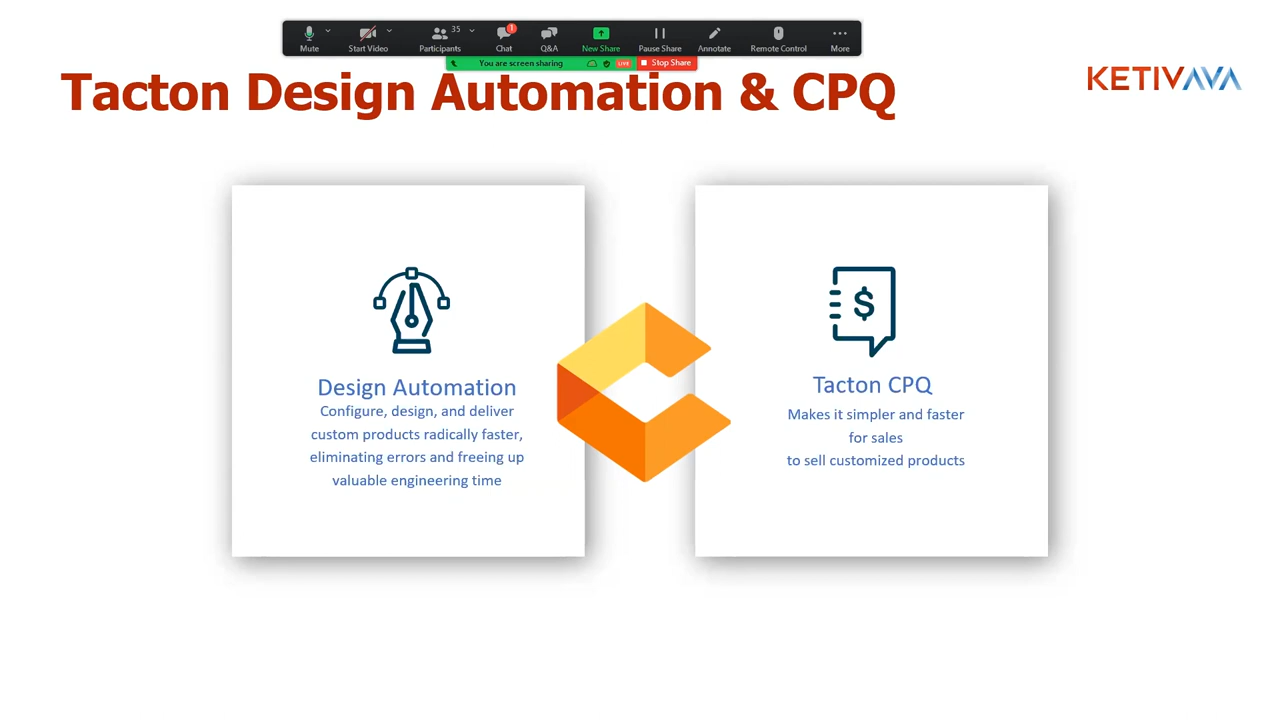 35
1
Mute
Start Video
Participants
Chat
Q&A
New Share
Pause Share
Annotate
Remote Control
More
You are screen sharing
LIVE
Stop Share
Tacton Design Automation & CPQ
KETIVAVA
Design Automation
Configure, design, and deliver
custom products radically faster,
eliminating errors and freeing up
valuable engineering time
$
Tacton CPQ
Makes it simpler and faster
for sales
to sell customized products